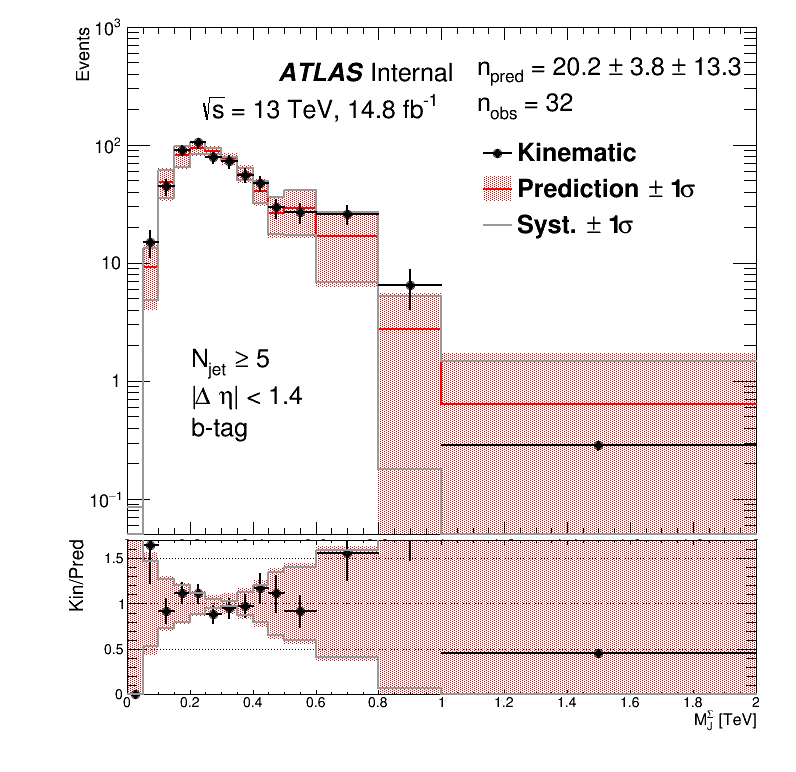 Events
10³
10²
10
1
10⁻¹
ATLAS Internal
√s = 13 TeV, 14.8 fb⁻¹
n_pred = 20.2 ± 3.8 ± 13.3
n_obs = 32
Kinematic
Prediction ± 1σ
Syst. ± 1σ
N_jet ≥ 5
|Δ η| < 1.4
b-tag
Kin/Pred
1.5
1
0.5
0
0 0.2 0.4 0.6 0.8 1 1.2 1.4 1.6 1.8 2
M_J^Σ [TeV]